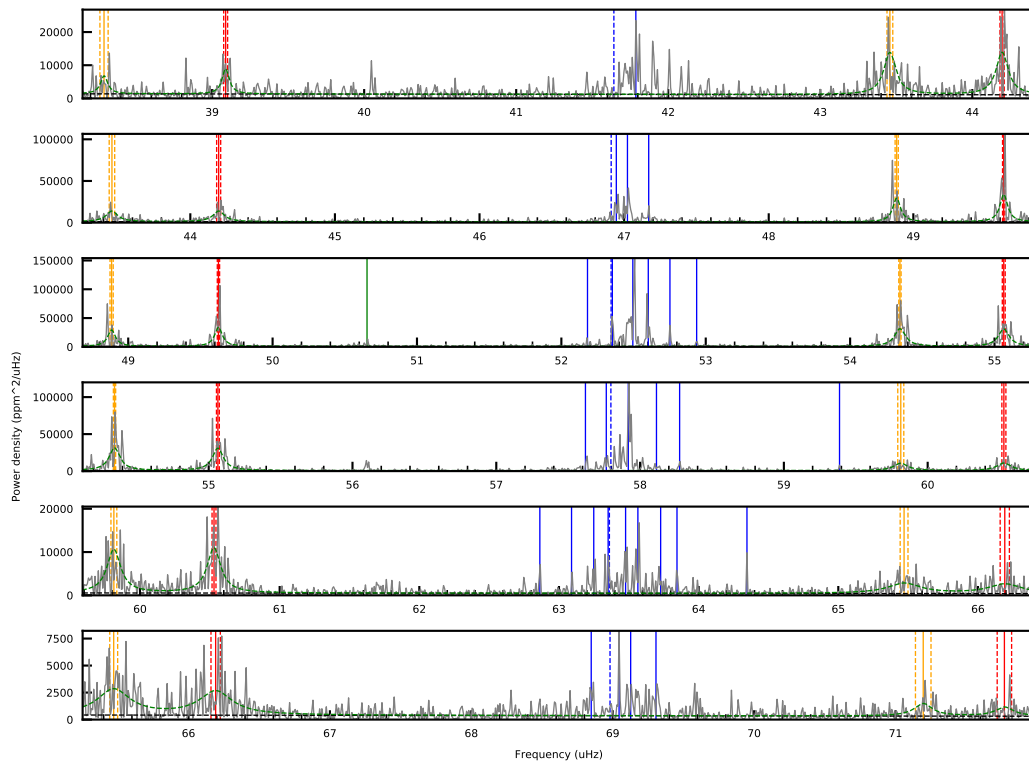 20000
10000
0
39 40 41 42 43 44
100000
50000
0
44 45 46 47 48 49
150000
100000
50000
0
49 50 51 52 53 54 55
Power density (ppm^2/uHz)
100000
50000
0
55 56 57 58 59 60
20000
10000
0
60 61 62 63 64 65 66
7500
5000
2500
0
66 67 68 69 70 71
Frequency (uHz)